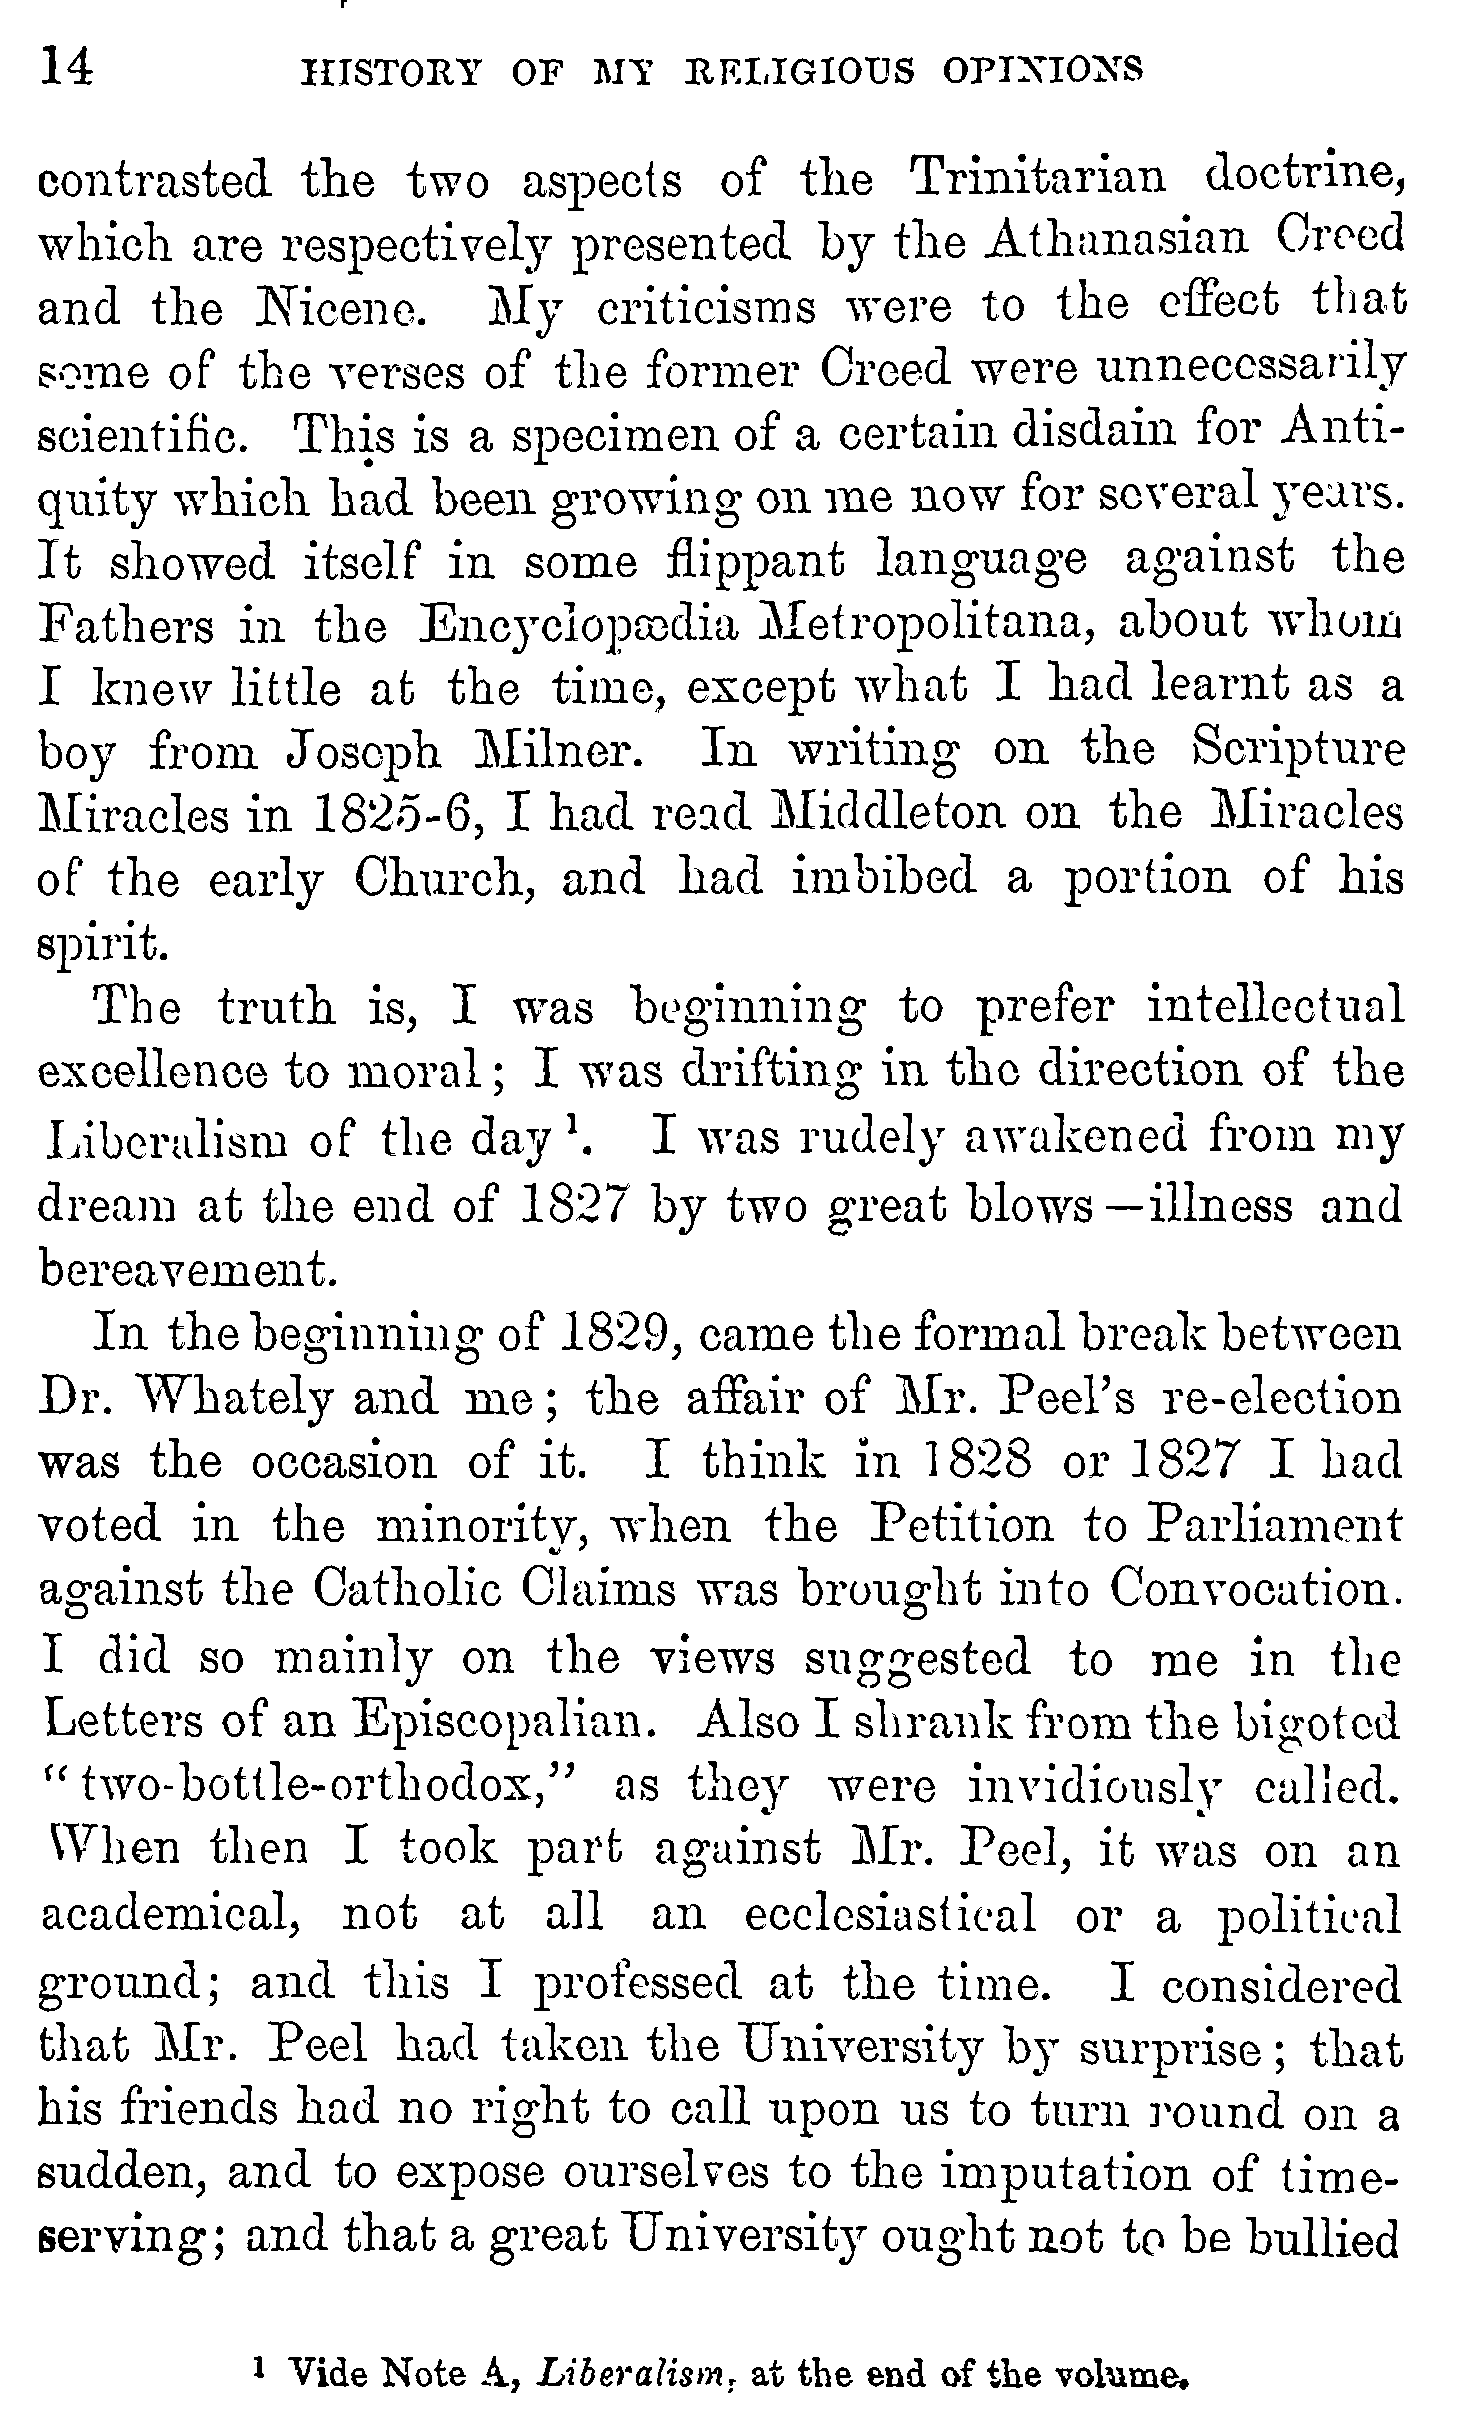 14 HISTORY OF MY RELIGIOUS OPINIONS
contrasted the two aspects of the Trinitarian doctrine,
which are respectively presented by the Athanasian Creed
and the Nicene. My criticisms were to the effect that
some of the verses of the former Creed were unnecessarily
scientific. This is a specimen of a certain disdain for Anti-
quity which had been growing on me now for several years.
It showed itself in some flippant language against the
Fathers in the Encyclopædia Metropolitana, about whom
I knew little at the time, except what I had learnt as a
boy from Joseph Milner. In writing on the Scripture
Miracles in 1825-6, I had read Middleton on the Miracles
of the early Church, and had imbibed a portion of his
spirit.
The truth is, I was beginning to prefer intellectual
excellence to moral; I was drifting in the direction of the
Liberalism of the day ¹. I was rudely awakened from my
dream at the end of 1827 by two great blows—illness and
bereavement.
In the beginning of 1829, came the formal break between
Dr. Whately and me; the affair of Mr. Peel's re-election
was the occasion of it. I think in 1828 or 1827 I had
voted in the minority, when the Petition to Parliament
against the Catholic Claims was brought into Convocation.
I did so mainly on the views suggested to me in the
Letters of an Episcopalian. Also I shrank from the bigoted
"two-bottle-orthodox," as they were invidiously called.
When then I took part against Mr. Peel, it was on an
academical, not at all an ecclesiastical or a political
ground; and this I professed at the time. I considered
that Mr. Peel had taken the University by surprise; that
his friends had no right to call upon us to turn round on a
sudden, and to expose ourselves to the imputation of time-
serving; and that a great University ought not to be bullied
¹ Vide Note A, Liberalism, at the end of the volume.